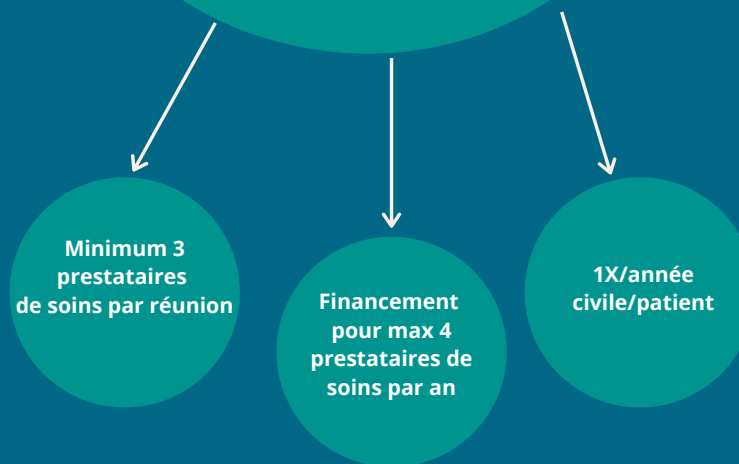 Minimum 3
prestataires
de soins par réunion
Financement
pour max 4
prestataires de
soins par an
1X/année
civile/patient